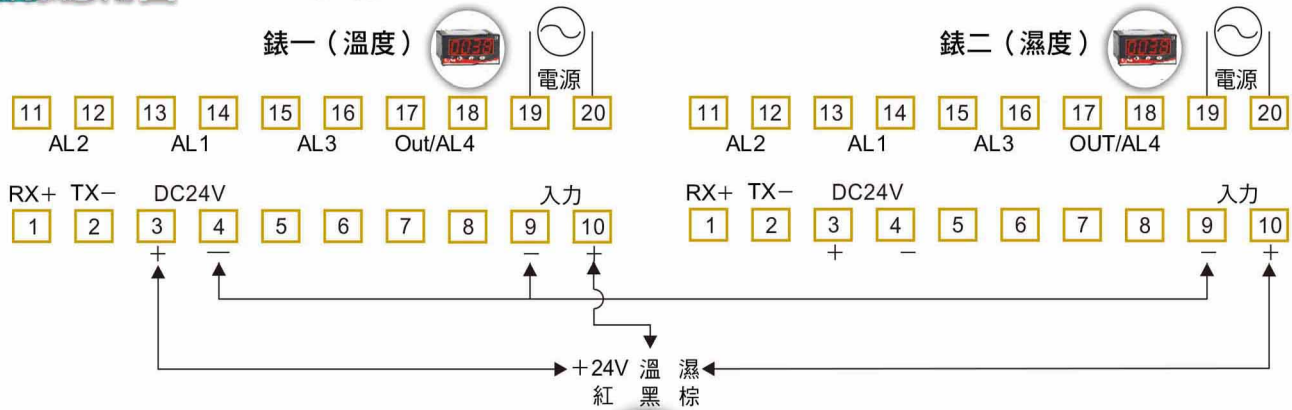 錶一（溫度）
電源
11 12 13 14 15 16 17 18 19 20
AL2 AL1 AL3 Out/AL4
RX+ TX− DC24V 入力
1 2 3 4 5 6 7 8 9 10
+ − − +
錶二（濕度）
電源
11 12 13 14 15 16 17 18 19 20
AL2 AL1 AL3 OUT/AL4
RX+ TX− DC24V 入力
1 2 3 4 5 6 7 8 9 10
+ − − +
+24V 溫 濕
紅 黑 棕